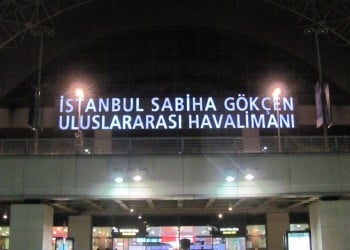 İSTANBUL SABİHA GÖKÇEN
ULUSLARARASI HAVALİMANI